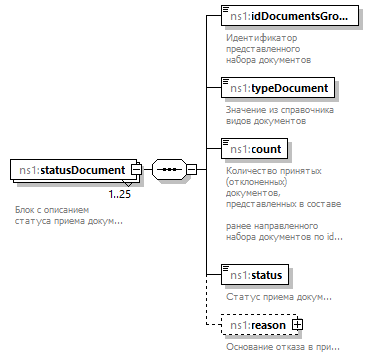 ns1:idDocumentsGro...
Идентификатор
представленного
набора документов
ns1:typeDocument
Значение из справочника
видов документов
ns1:count
Количество принятых
(отклоненных)
документов,
представленных в составе
ранее направленного
набора документов по id...
ns1:statusDocument
1..25
Блок с описанием
статуса приема докум...
ns1:status
Статус приема докум...
ns1:reason
Основание отказа в при...